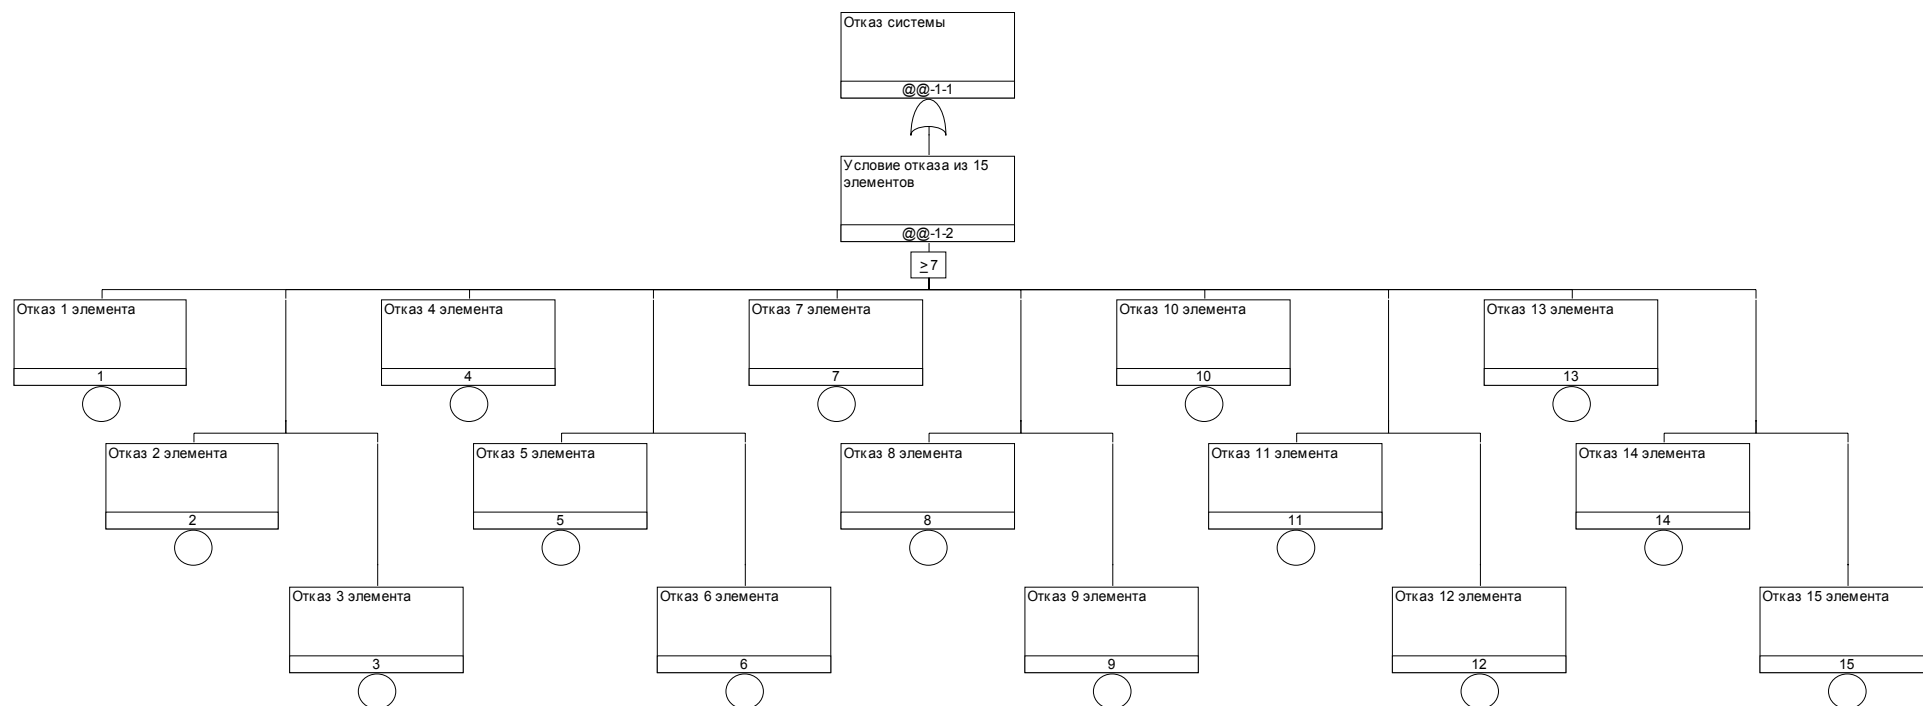 Отказ системы
@@-1-1
Условие отказа из 15
элементов
@@-1-2
≥7
Отказ 1 элемента
1
Отказ 4 элемента
4
Отказ 7 элемента
7
Отказ 10 элемента
10
Отказ 13 элемента
13
Отказ 2 элемента
2
Отказ 5 элемента
5
Отказ 8 элемента
8
Отказ 11 элемента
11
Отказ 14 элемента
14
Отказ 3 элемента
3
Отказ 6 элемента
6
Отказ 9 элемента
9
Отказ 12 элемента
12
Отказ 15 элемента
15